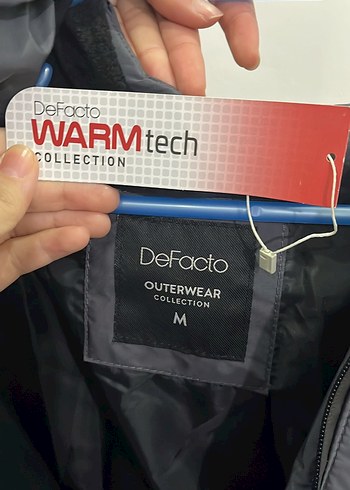 DeFacto
WARMtech
COLLECTION
DeFacto
OUTERWEAR
COLLECTION
M